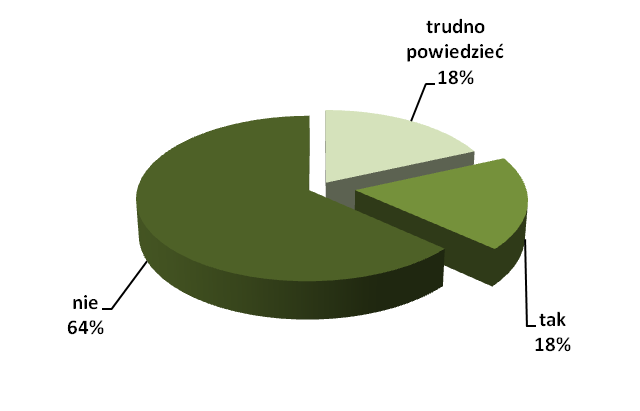 trudno
powiedzieć
18%
nie
64%
tak
18%